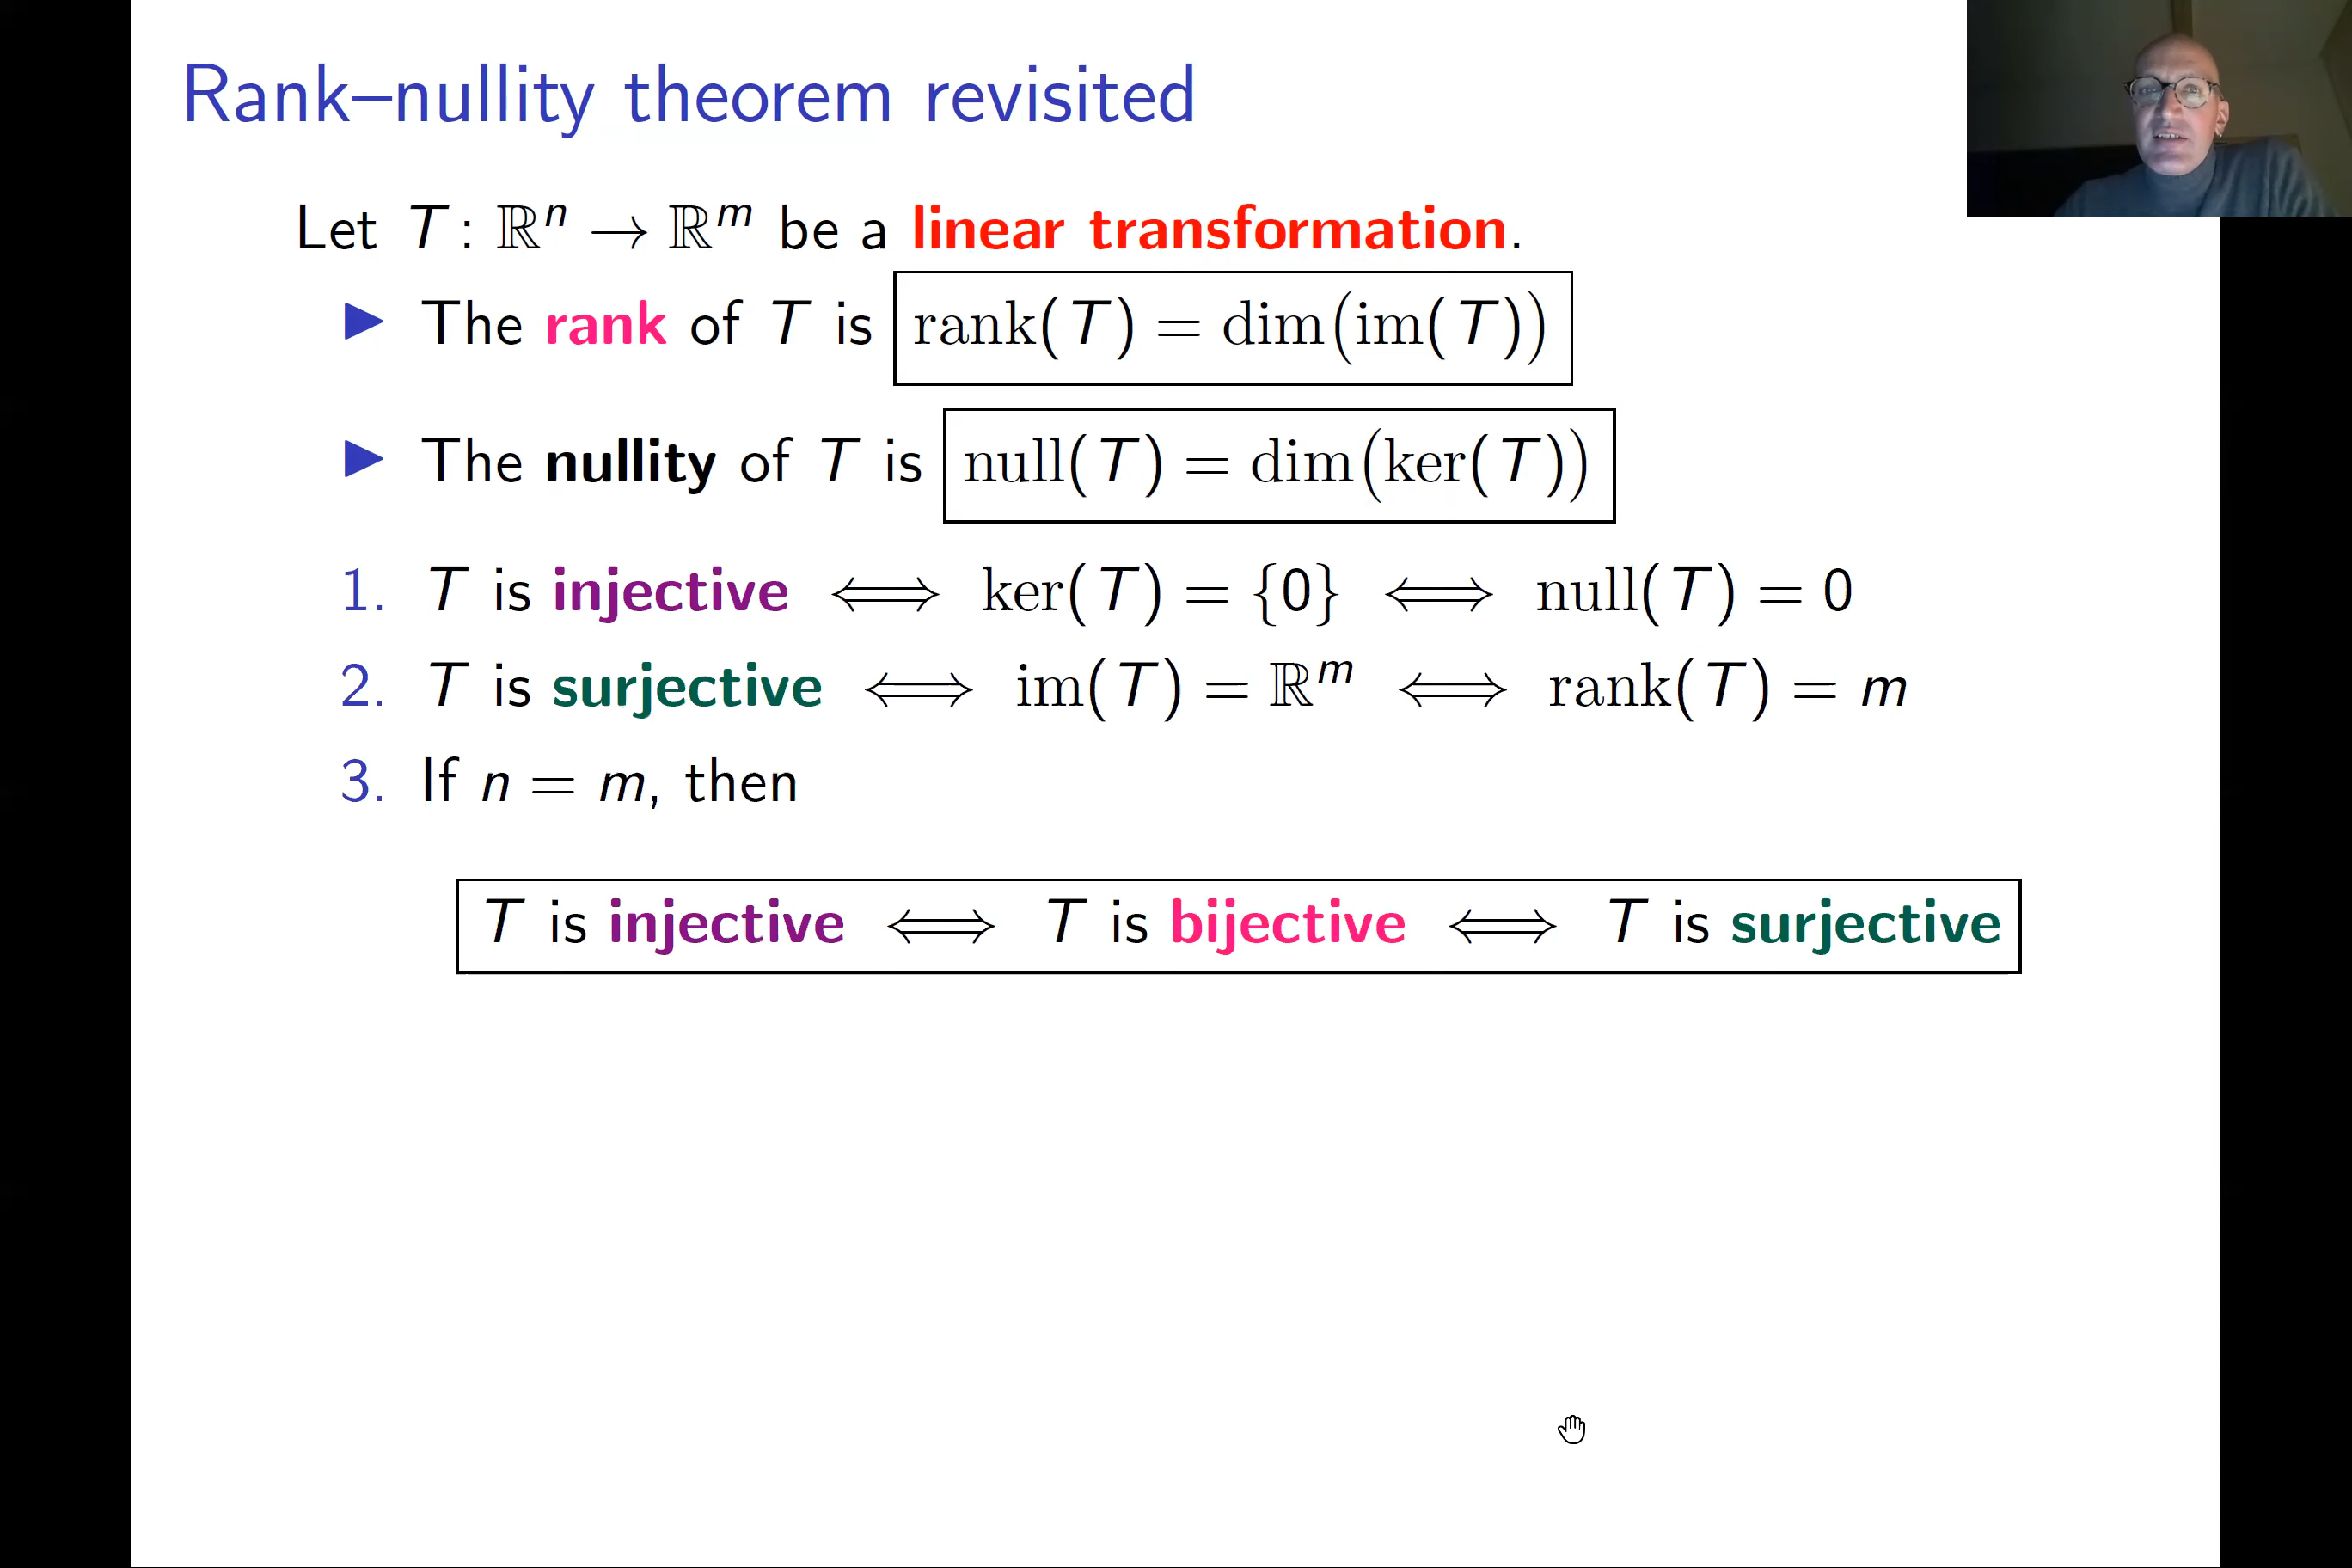 Rank–nullity theorem revisited
Let T : ℝⁿ → ℝᵐ be a linear transformation.
▶ The rank of T is rank(T) = dim(im(T))
▶ The nullity of T is null(T) = dim(ker(T))
1. T is injective ⟺ ker(T) = {0} ⟺ null(T) = 0
2. T is surjective ⟺ im(T) = ℝᵐ ⟺ rank(T) = m
3. If n = m, then
T is injective ⟺ T is bijective ⟺ T is surjective